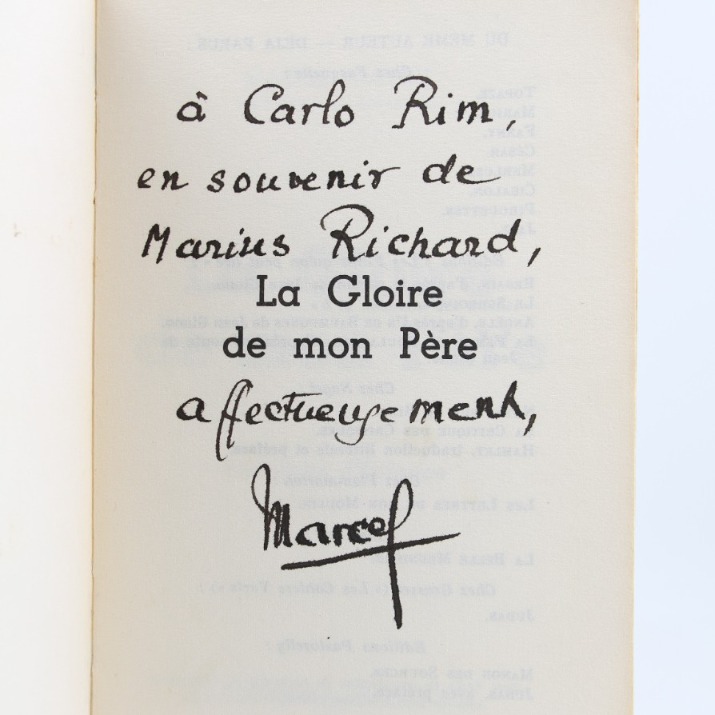 à Carlo Rim,
en souvenir de
Marius Richard,
La Gloire
de mon Père
affectueusement,
Marcel